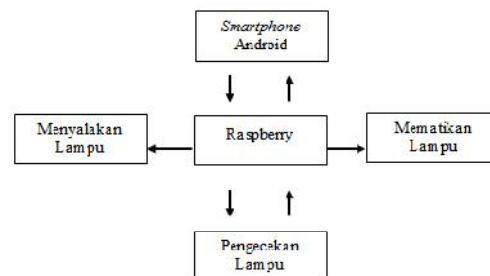 Smartphone
Android
Menyalakan
Lampu
Raspberry
Mematikan
Lampu
Pengecekan
Lampu